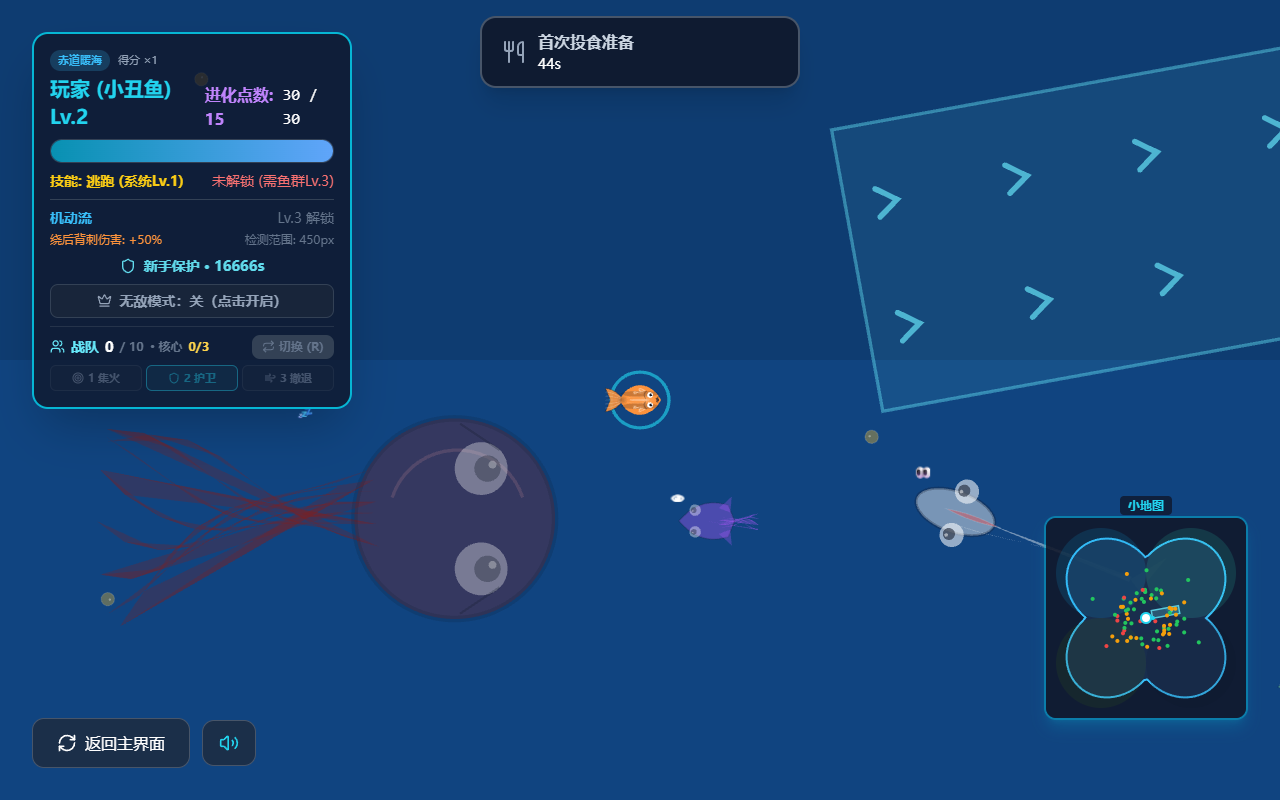 赤道暖海 得分 ×1
玩家 (小丑鱼) 进化点数: 30 /
Lv.2 15 30
技能: 逃跑 (系统Lv.1) 未解锁 (需鱼群Lv.3)
机动流 Lv.3 解锁
绕后背刺伤害: +50% 检测范围: 450px
新手保护 • 16666s
无敌模式: 关 (点击开启)
战队 0 / 10 • 核心 0/3 切换 (R)
1 集火 2 护卫 3 撤退
首次投食准备
44s
小地图
返回主界面